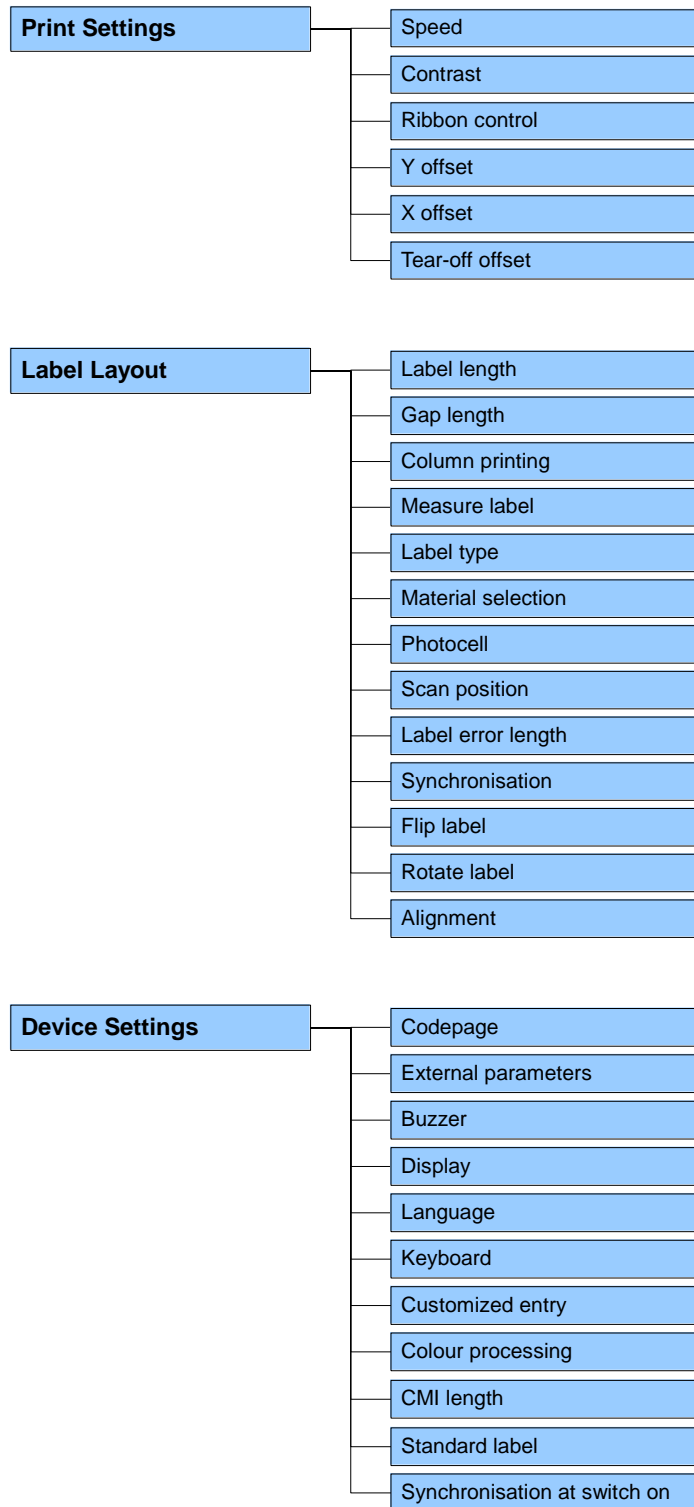 Print Settings
Speed
Contrast
Ribbon control
Y offset
X offset
Tear-off offset
Label Layout
Label length
Gap length
Column printing
Measure label
Label type
Material selection
Photocell
Scan position
Label error length
Synchronisation
Flip label
Rotate label
Alignment
Device Settings
Codepage
External parameters
Buzzer
Display
Language
Keyboard
Customized entry
Colour processing
CMI length
Standard label
Synchronisation at switch on